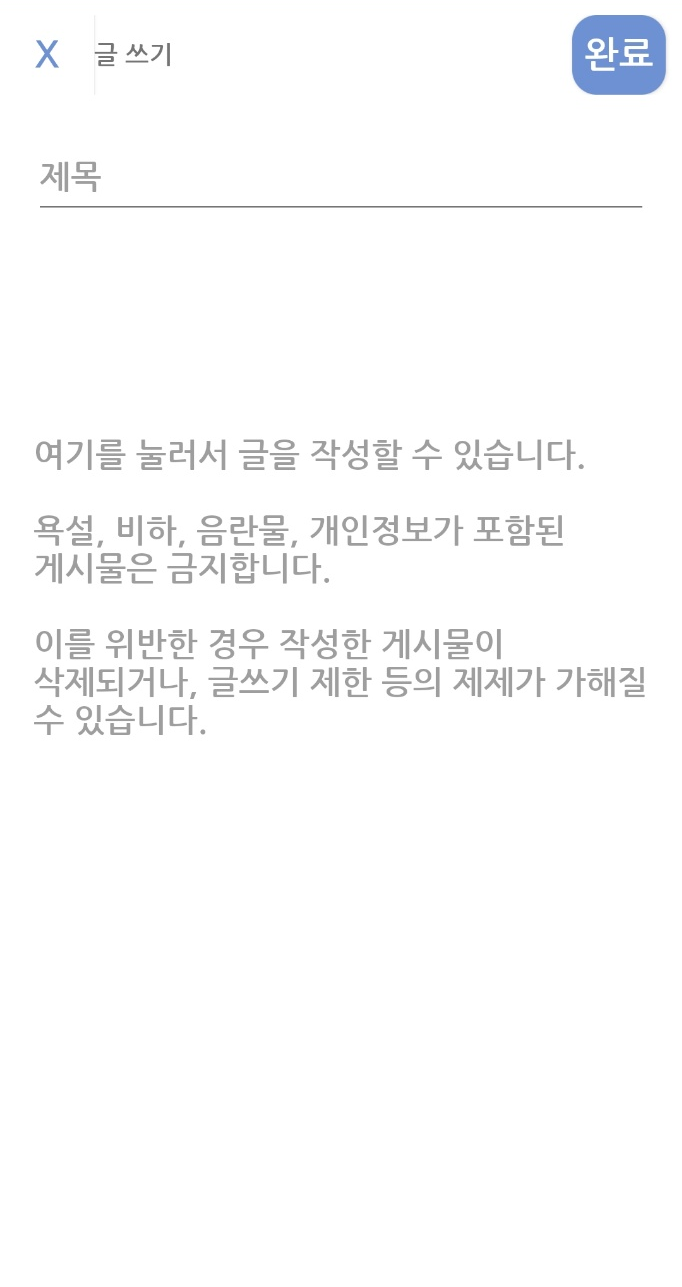 X 글 쓰기 완료
제목
여기를 눌러서 글을 작성할 수 있습니다.
욕설, 비하, 음란물, 개인정보가 포함된
게시물은 금지합니다.
이를 위반한 경우 작성한 게시물이
삭제되거나, 글쓰기 제한 등의 제제가 가해질
수 있습니다.